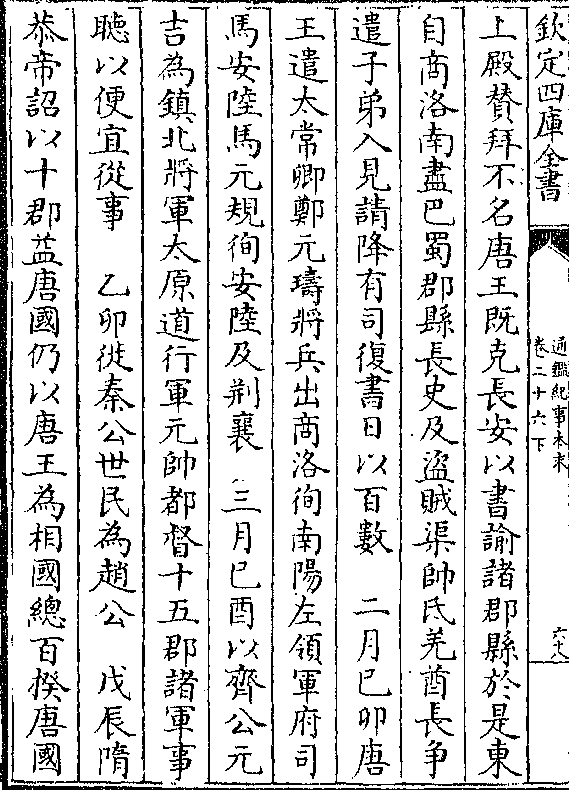 欽定四庫全書
通鑑紀事本末
卷二十六下
六十八
上殿贊拜不名唐王既克長安以書諭諸郡縣於是東
自商洛南盡巴蜀郡縣長史及盜賊渠帥氐羌酋長爭
遣子弟入見請降有司復書日以百數　二月己卯唐
王遣太常卿鄭元璹將兵出商洛徇南陽左領軍府司
馬安陸馬元規徇安陸及荆襄　三月己酉以齊公元
吉為鎮北將軍太原道行軍元帥都督十五郡諸軍事
聽以便宜從事　乙卯徙秦公世民為趙公　戊辰隋
恭帝詔以十郡益唐國仍以唐王為相國總百揆唐國